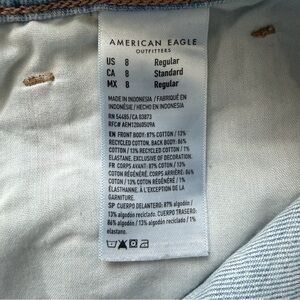 AMERICAN EAGLE
OUTFITTERS
US 8 Regular
CA 8 Standard
MX 8 Regular
MADE IN INDONESIA / FABRIQUÉ EN
INDONÉSIE / HECHO EN INDONESIA
RN 54485/CA 03873
RFC# AEM1206050
EN FRONT BODY: 87% COTTON / 13%
RECYCLED COTTON. BACK BODY: 86%
COTTON / 13% RECYCLED COTTON / 1%
ELASTANE. EXCLUSIVE OF DECORATION.
FR CORPS AVANT: 87% COTON / 13%
COTON RÉGÉNÉRÉ. CORPS ARRIÈRE: 86%
COTON / 13% COTON RÉGÉNÉRÉ / 1%
ÉLASTHANNE. À L'EXCEPTION DE LA
GARNITURE.
SP CUERPO DELANTERO: 87% algodón /
13% algodón reciclado. CUERPO TRASERO:
86% algodón / 13% algodón reciclado / 1%
elastano.